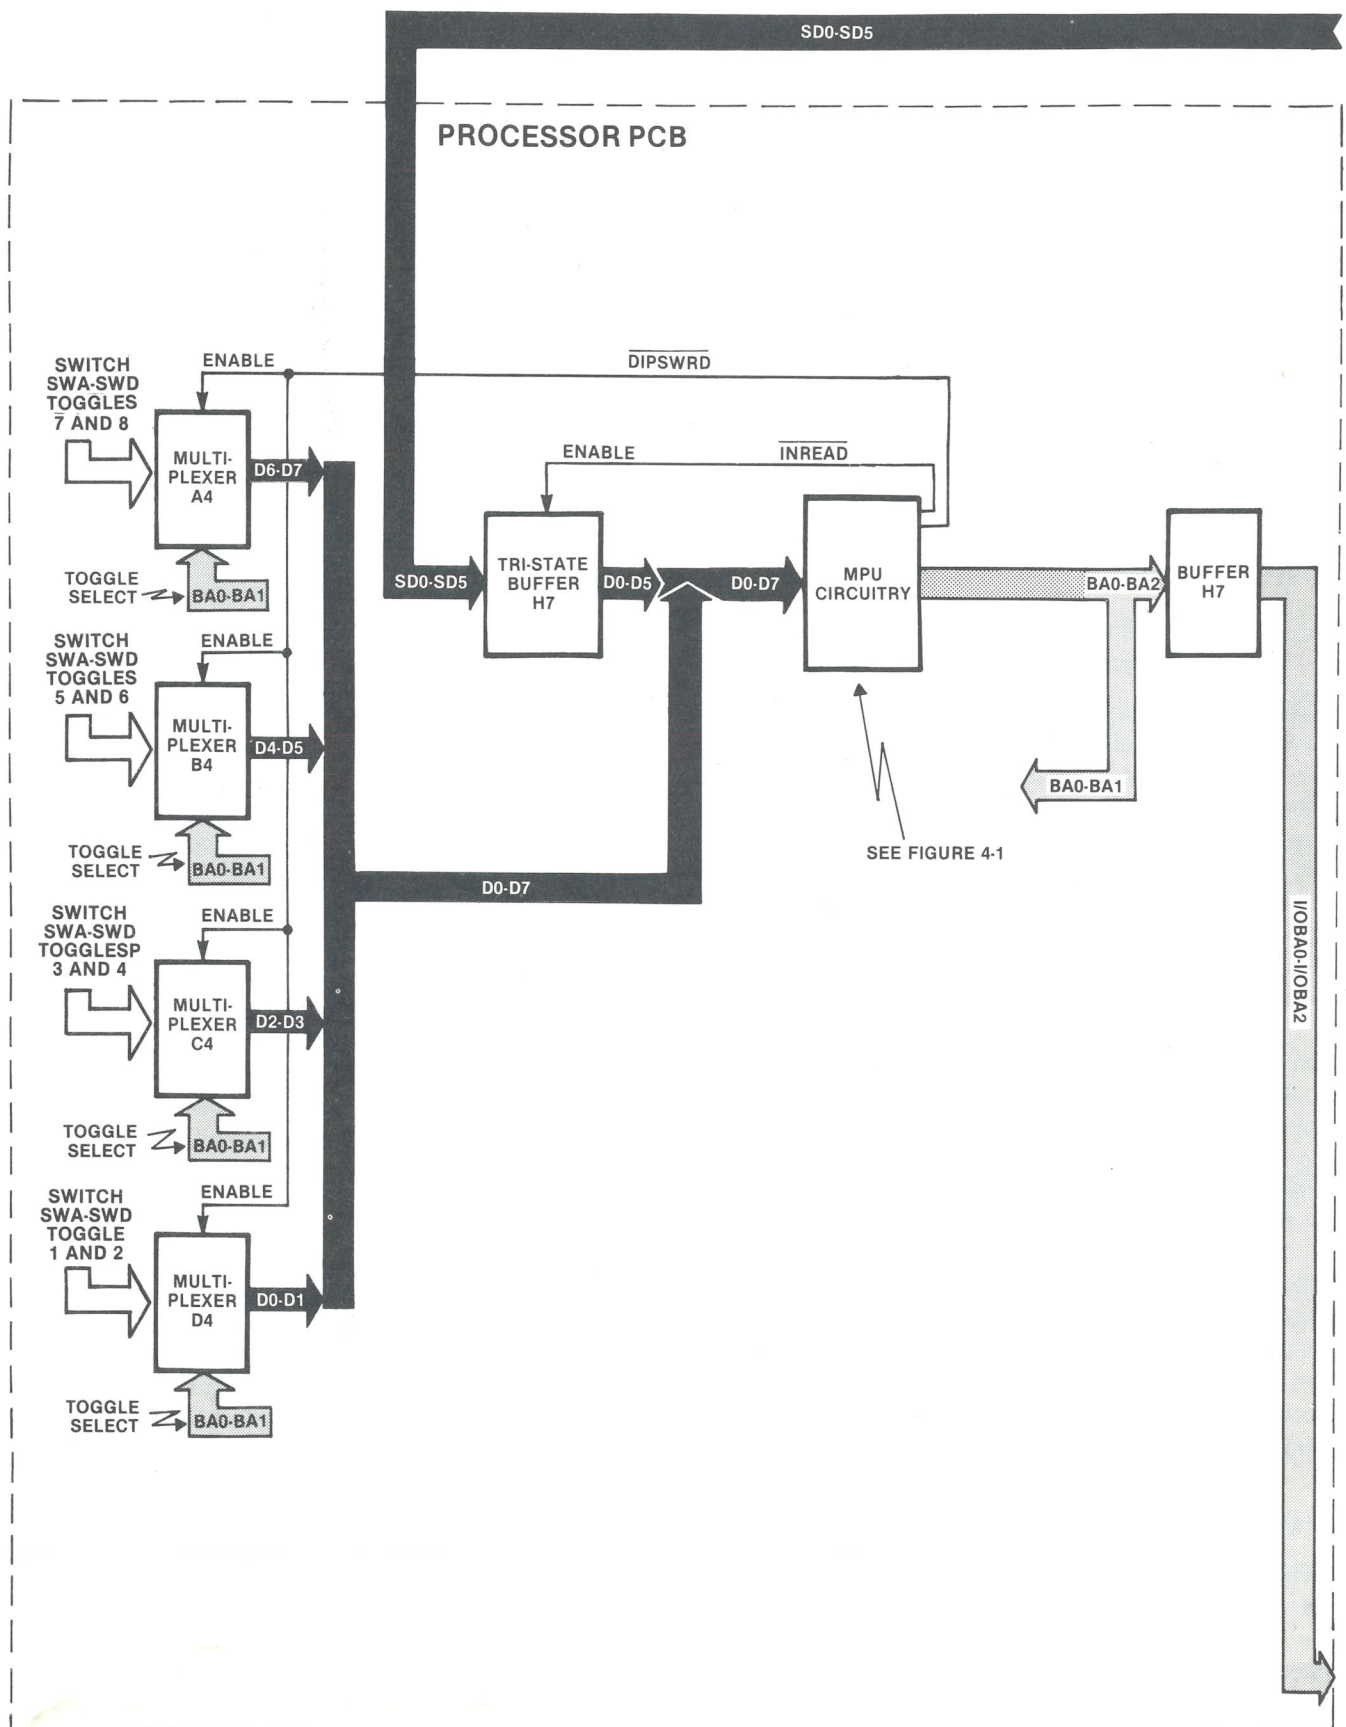 SD0-SD5
PROCESSOR PCB
SWITCH
SWA-SWD
TOGGLES
7 AND 8
ENABLE
DIPSWRD
MULTI-
PLEXER
A4
D6-D7
ENABLE
INREAD
TOGGLE
SELECT
BA0-BA1
SD0-SD5
TRI-STATE
BUFFER
H7
D0-D5
D0-D7
MPU
CIRCUITRY
BA0-BA2
BUFFER
H7
SWITCH
SWA-SWD
TOGGLES
5 AND 6
ENABLE
MULTI-
PLEXER
B4
D4-D5
BA0-BA1
SEE FIGURE 4-1
TOGGLE
SELECT
BA0-BA1
D0-D7
I/OBA0-I/OBA2
SWITCH
SWA-SWD
TOGGLESP
3 AND 4
ENABLE
MULTI-
PLEXER
C4
D2-D3
TOGGLE
SELECT
BA0-BA1
SWITCH
SWA-SWD
TOGGLE
1 AND 2
ENABLE
MULTI-
PLEXER
D4
D0-D1
TOGGLE
SELECT
BA0-BA1